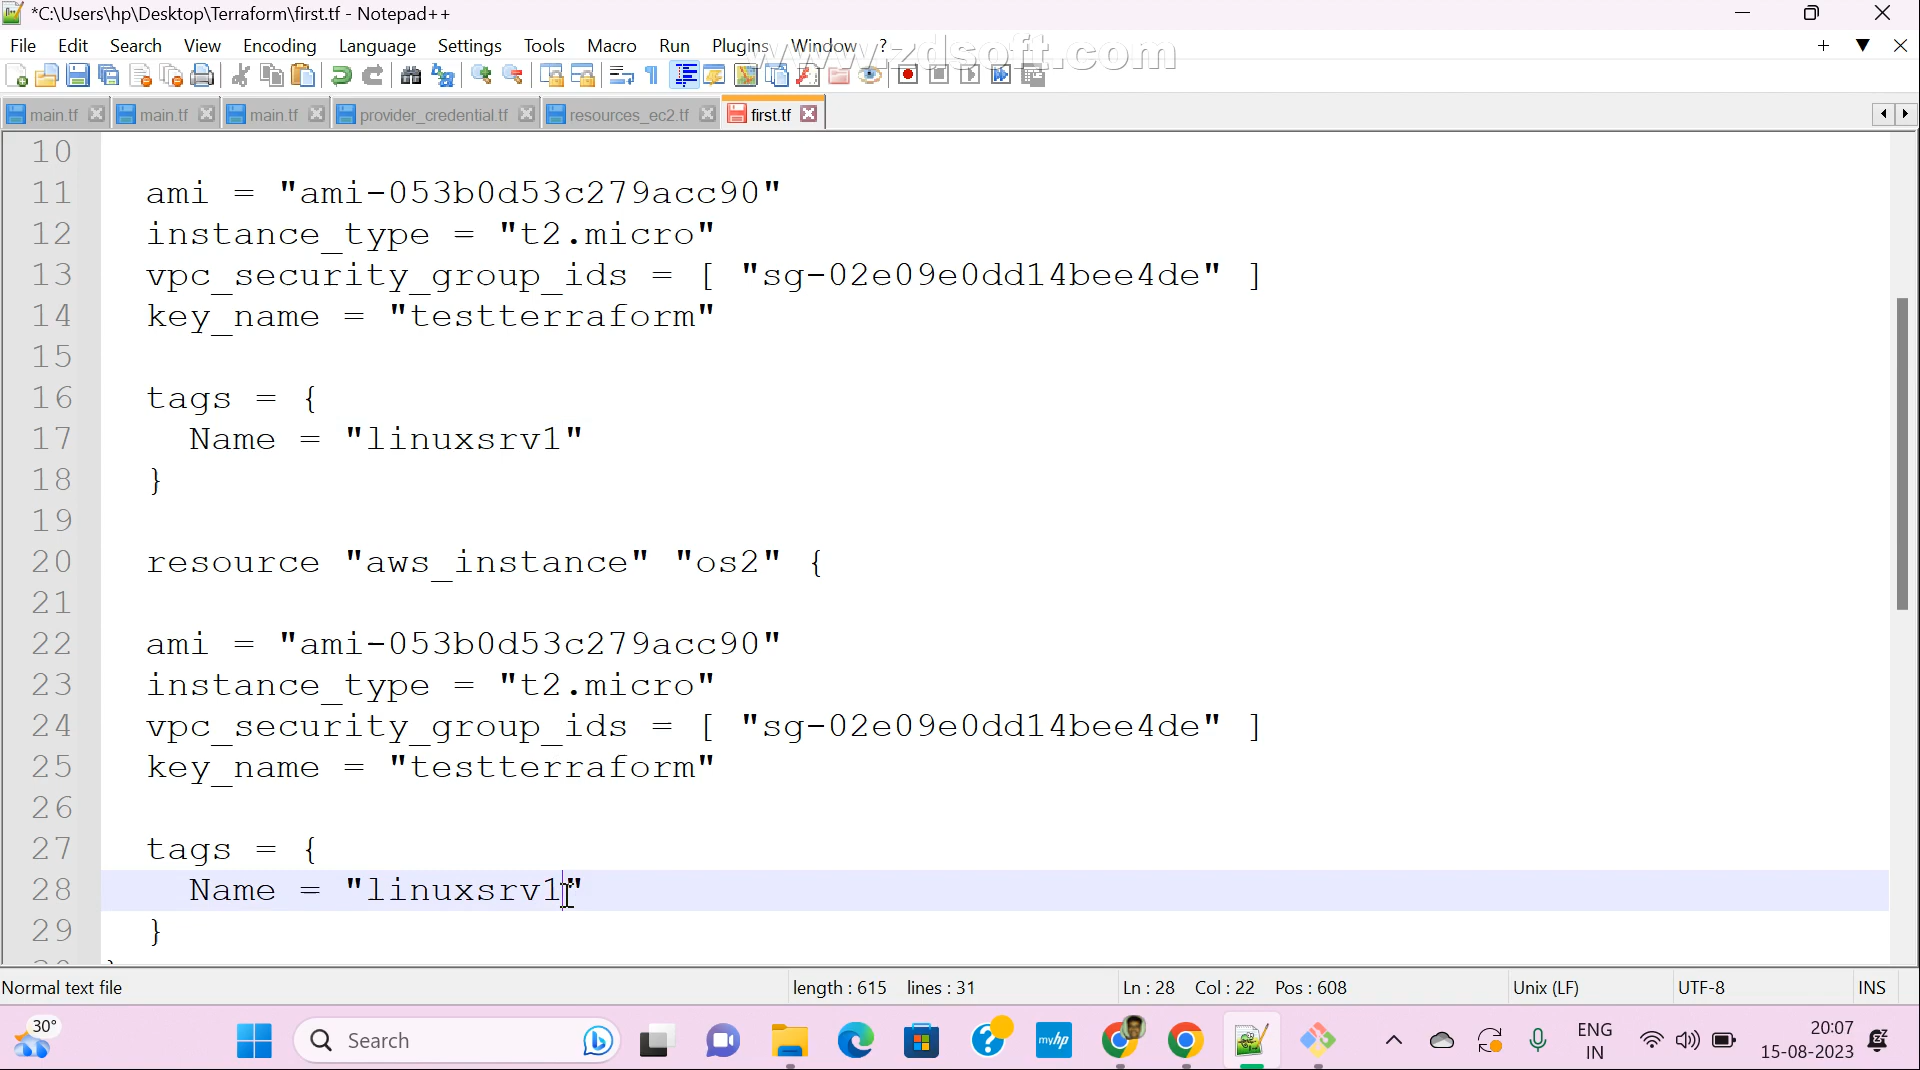 *C:\Users\hp\Desktop\Terraform\first.tf - Notepad++
File Edit Search View Encoding Language Settings Tools Macro Run Plugins Window ?
www.zdsoft.com
main.tf main.tf main.tf provider_credential.tf resources_ec2.tf first.tf
10
11 ami = "ami-053b0d53c279acc90"
12 instance_type = "t2.micro"
13 vpc_security_group_ids = [ "sg-02e09e0dd14bee4de" ]
14 key_name = "testterraform"
15
16 tags = {
17 Name = "linuxsrv1"
18 }
19
20 resource "aws_instance" "os2" {
21
22 ami = "ami-053b0d53c279acc90"
23 instance_type = "t2.micro"
24 vpc_security_group_ids = [ "sg-02e09e0dd14bee4de" ]
25 key_name = "testterraform"
26
27 tags = {
28 Name = "linuxsrv1"
29 }
Normal text file length : 615 lines : 31 Ln : 28 Col : 22 Pos : 608 Unix (LF) UTF-8 INS
30°
Search
myhp
ENG
IN
20:07
15-08-2023